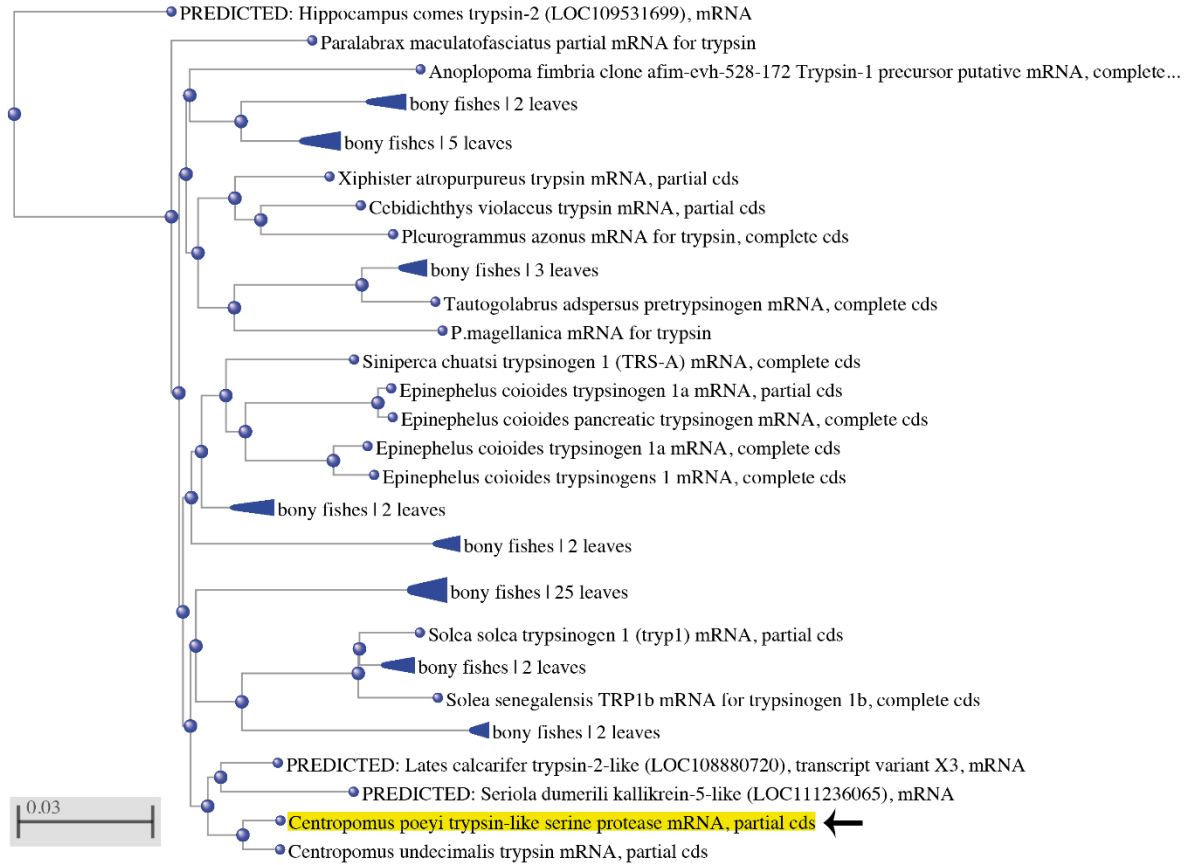 PREDICTED: Hippocampus comes trypsin-2 (LOC109531699), mRNA
Paralabrax maculatofasciatus partial mRNA for trypsin
Anoplopoma fimbria clone afim-evh-528-172 Trypsin-1 precursor putative mRNA, complete...
bony fishes | 2 leaves
bony fishes | 5 leaves
Xiphister atropurpureus trypsin mRNA, partial cds
Cebidichthys violaceus trypsin mRNA, partial cds
Pleurogrammus azonus mRNA for trypsin, complete cds
bony fishes | 3 leaves
Tautogolabrus adspersus pretrypsinogen mRNA, complete cds
P.magellanica mRNA for trypsin
Siniperca chuatsi trypsinogen 1 (TRS-A) mRNA, complete cds
Epinephelus coioides trypsinogen 1a mRNA, partial cds
Epinephelus coioides pancreatic trypsinogen mRNA, complete cds
Epinephelus coioides trypsinogen 1a mRNA, complete cds
Epinephelus coioides trypsinogens 1 mRNA, complete cds
bony fishes | 2 leaves
bony fishes | 2 leaves
bony fishes | 25 leaves
Solea solea trypsinogen 1 (tryp1) mRNA, partial cds
bony fishes | 2 leaves
Solea senegalensis TRP1b mRNA for trypsinogen 1b, complete cds
bony fishes | 2 leaves
PREDICTED: Lates calcarifer trypsin-2-like (LOC108880720), transcript variant X3, mRNA
PREDICTED: Seriola dumerili kallikrein-5-like (LOC111236065), mRNA
0.03
Centropomus poeyi trypsin-like serine protease mRNA, partial cds
Centropomus undecimalis trypsin mRNA, partial cds